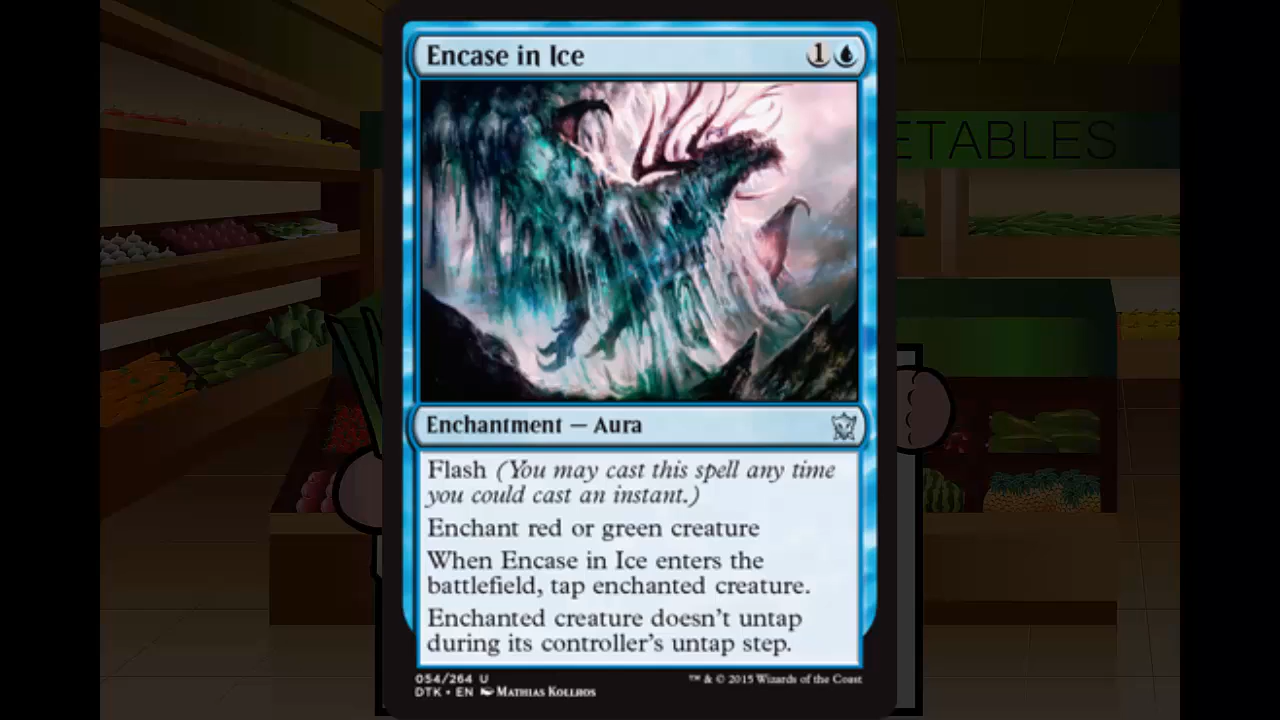 Encase in Ice 1
ETABLES
Enchantment — Aura
Flash (You may cast this spell any time
you could cast an instant.)
Enchant red or green creature
When Encase in Ice enters the
battlefield, tap enchanted creature.
Enchanted creature doesn't untap
during its controller's untap step.
054/264 U
DTK • EN Mathias Kollros
™ & © 2015 Wizards of the Coast